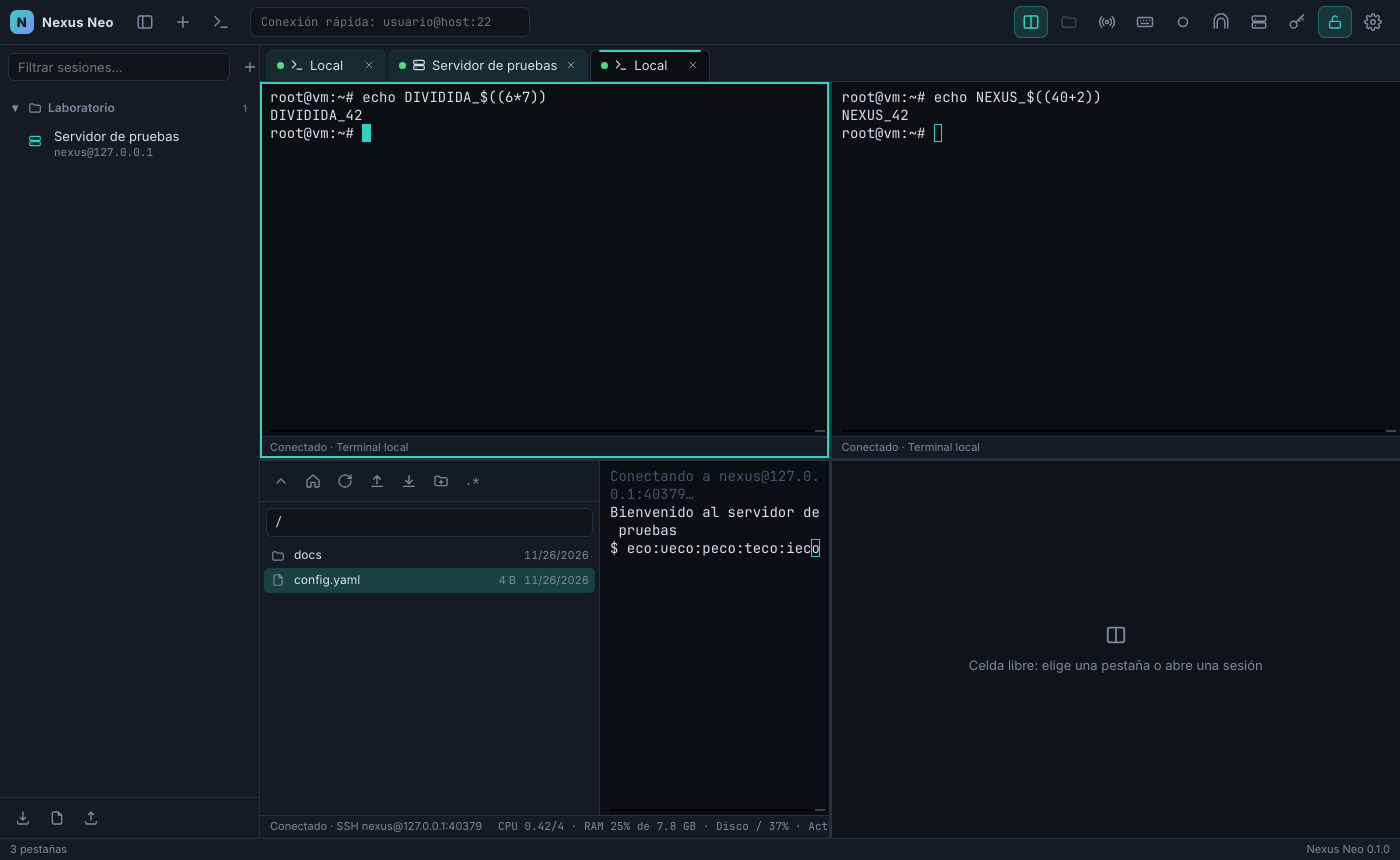 N Nexus Neo
Conexión rápida: usuario@host:22
Filtrar sesiones...
Laboratorio 1
Servidor de pruebas
nexus@127.0.0.1
Local
Servidor de pruebas
Local
root@vm:~# echo DIVIDIDA_$((6*7))
DIVIDIDA_42
root@vm:~#
Conectado · Terminal local
root@vm:~# echo NEXUS_$((40+2))
NEXUS_42
root@vm:~#
Conectado · Terminal local
.*
/
docs 11/26/2026
config.yaml 4 B 11/26/2026
Conectando a nexus@127.0.
0.1:40379…
Bienvenido al servidor de
pruebas
$ eco:ueco:peco:teco:ieco
Conectado · SSH nexus@127.0.0.1:40379 CPU 0.42/4 · RAM 25% de 7.8 GB · Disco / 37% · Act
Celda libre: elige una pestaña o abre una sesión
3 pestañas
Nexus Neo 0.1.0